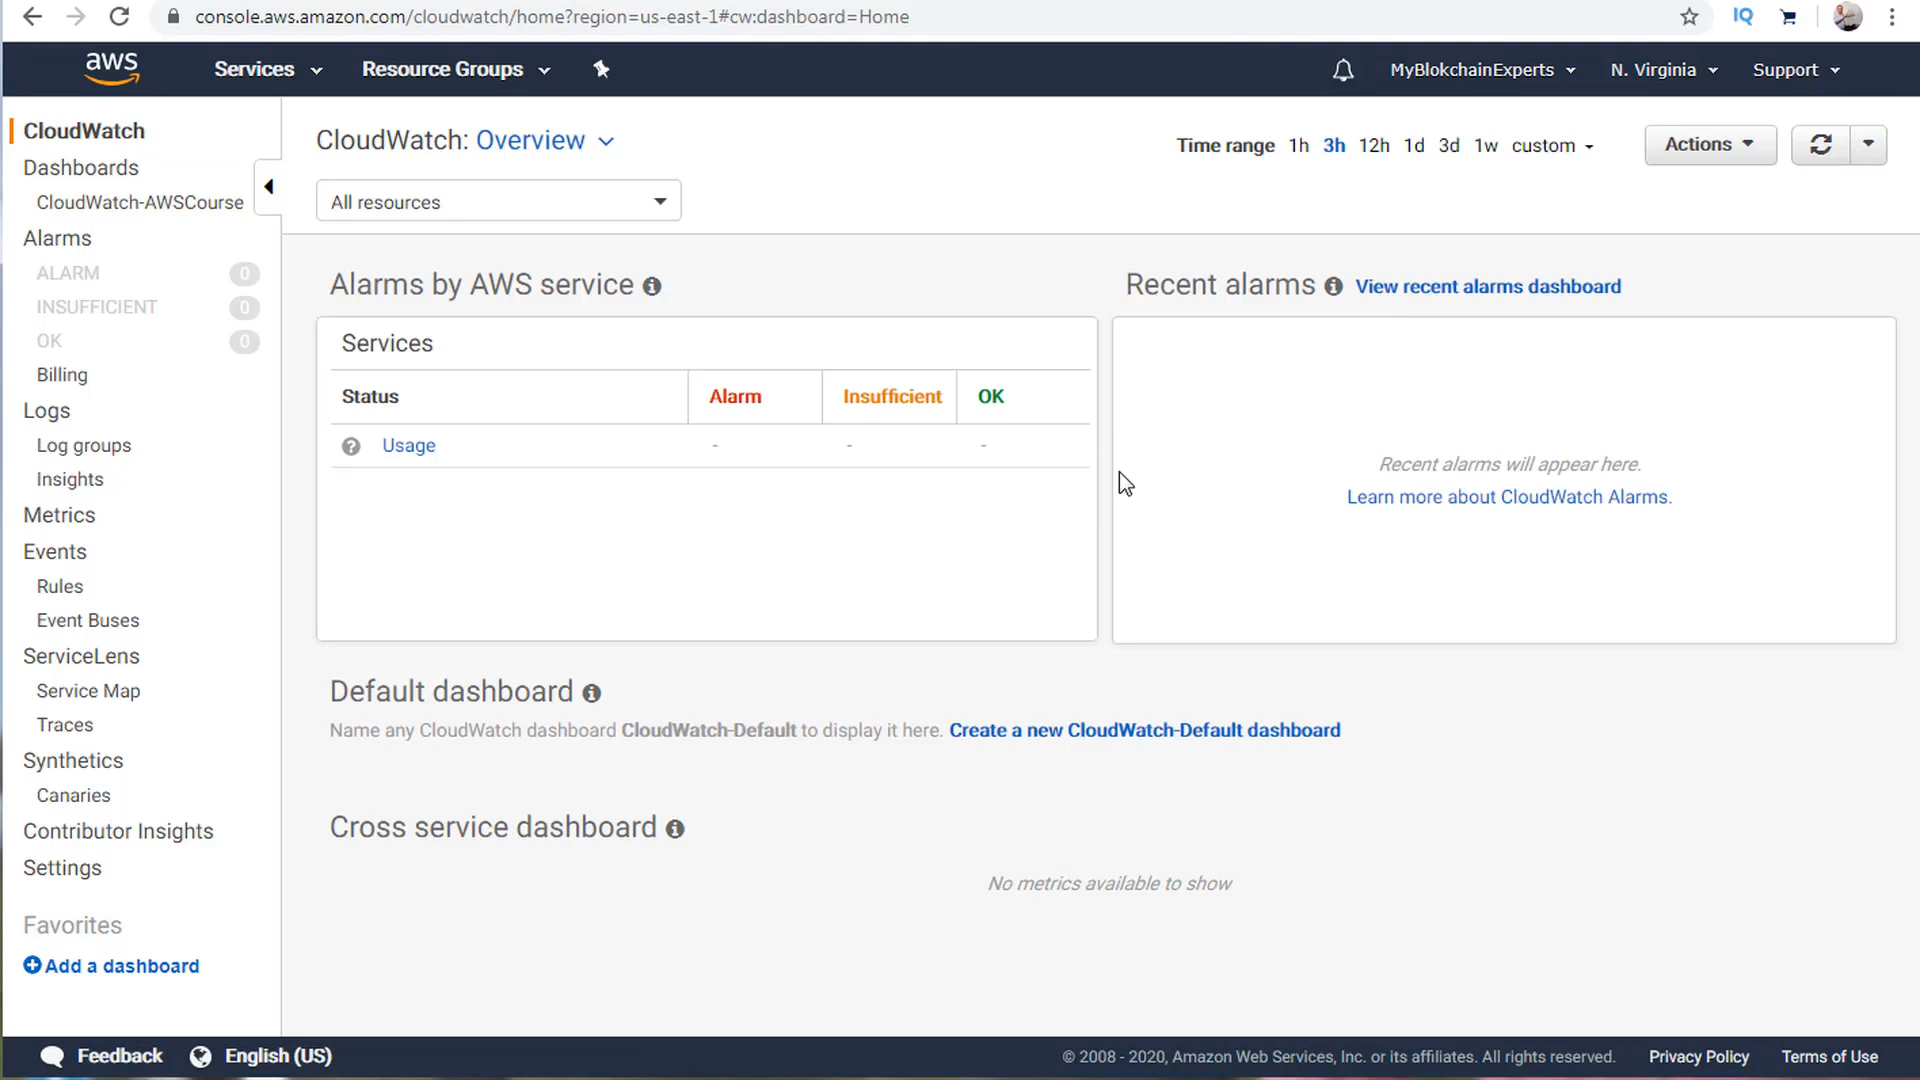 console.aws.amazon.com/cloudwatch/home?region=us-east-1#cw:dashboard=Home
IQ
aws
Services
Resource Groups
MyBlokchainExperts
N. Virginia
Support
CloudWatch
Dashboards
CloudWatch-AWSCourse
Alarms
ALARM 0
INSUFFICIENT 0
OK 0
Billing
Logs
Log groups
Insights
Metrics
Events
Rules
Event Buses
ServiceLens
Service Map
Traces
Synthetics
Canaries
Contributor Insights
Settings
Favorites
Add a dashboard
CloudWatch: Overview
Time range 1h 3h 12h 1d 3d 1w custom
Actions
All resources
Alarms by AWS service
Services
Status Alarm Insufficient OK
? Usage - - -
Recent alarms View recent alarms dashboard
Recent alarms will appear here.
Learn more about CloudWatch Alarms.
Default dashboard
Name any CloudWatch dashboard CloudWatch-Default to display it here. Create a new CloudWatch-Default dashboard
Cross service dashboard
No metrics available to show
Feedback
English (US)
© 2008 - 2020, Amazon Web Services, Inc. or its affiliates. All rights reserved.
Privacy Policy
Terms of Use